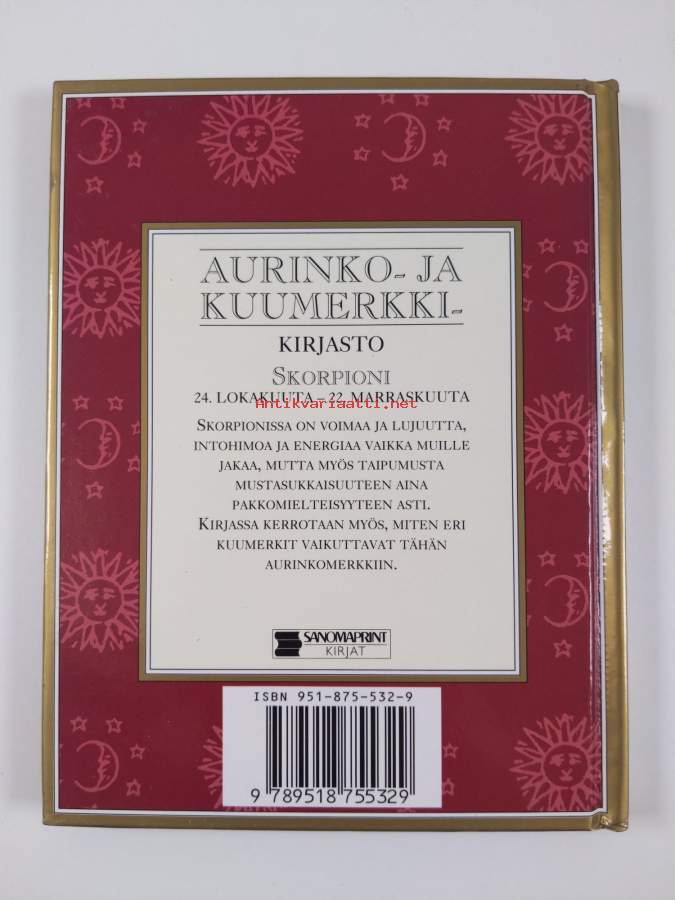 AURINKO- JA
KUUMERKKI-
KIRJASTO
SKORPIONI
24. LOKAKUUTA – 22. MARRASKUUTA
Antikvariaatti.net
SKORPIONISSA ON VOIMAA JA LUJUUTTA,
INTOHIMOA JA ENERGIAA VAIKKA MUILLE
JAKAA, MUTTA MYÖS TAIPUMUSTA
MUSTASUKKAISUUTEEN AINA
PAKKOMIELTEISYYTEEN ASTI.
KIRJASSA KERROTAAN MYÖS, MITEN ERI
KUUMERKIT VAIKUTTAVAT TÄHÄN
AURINKOMERKKIIN.
SANOMAPRINT
KIRJAT
ISBN 951-875-532-9
9 789518 755329